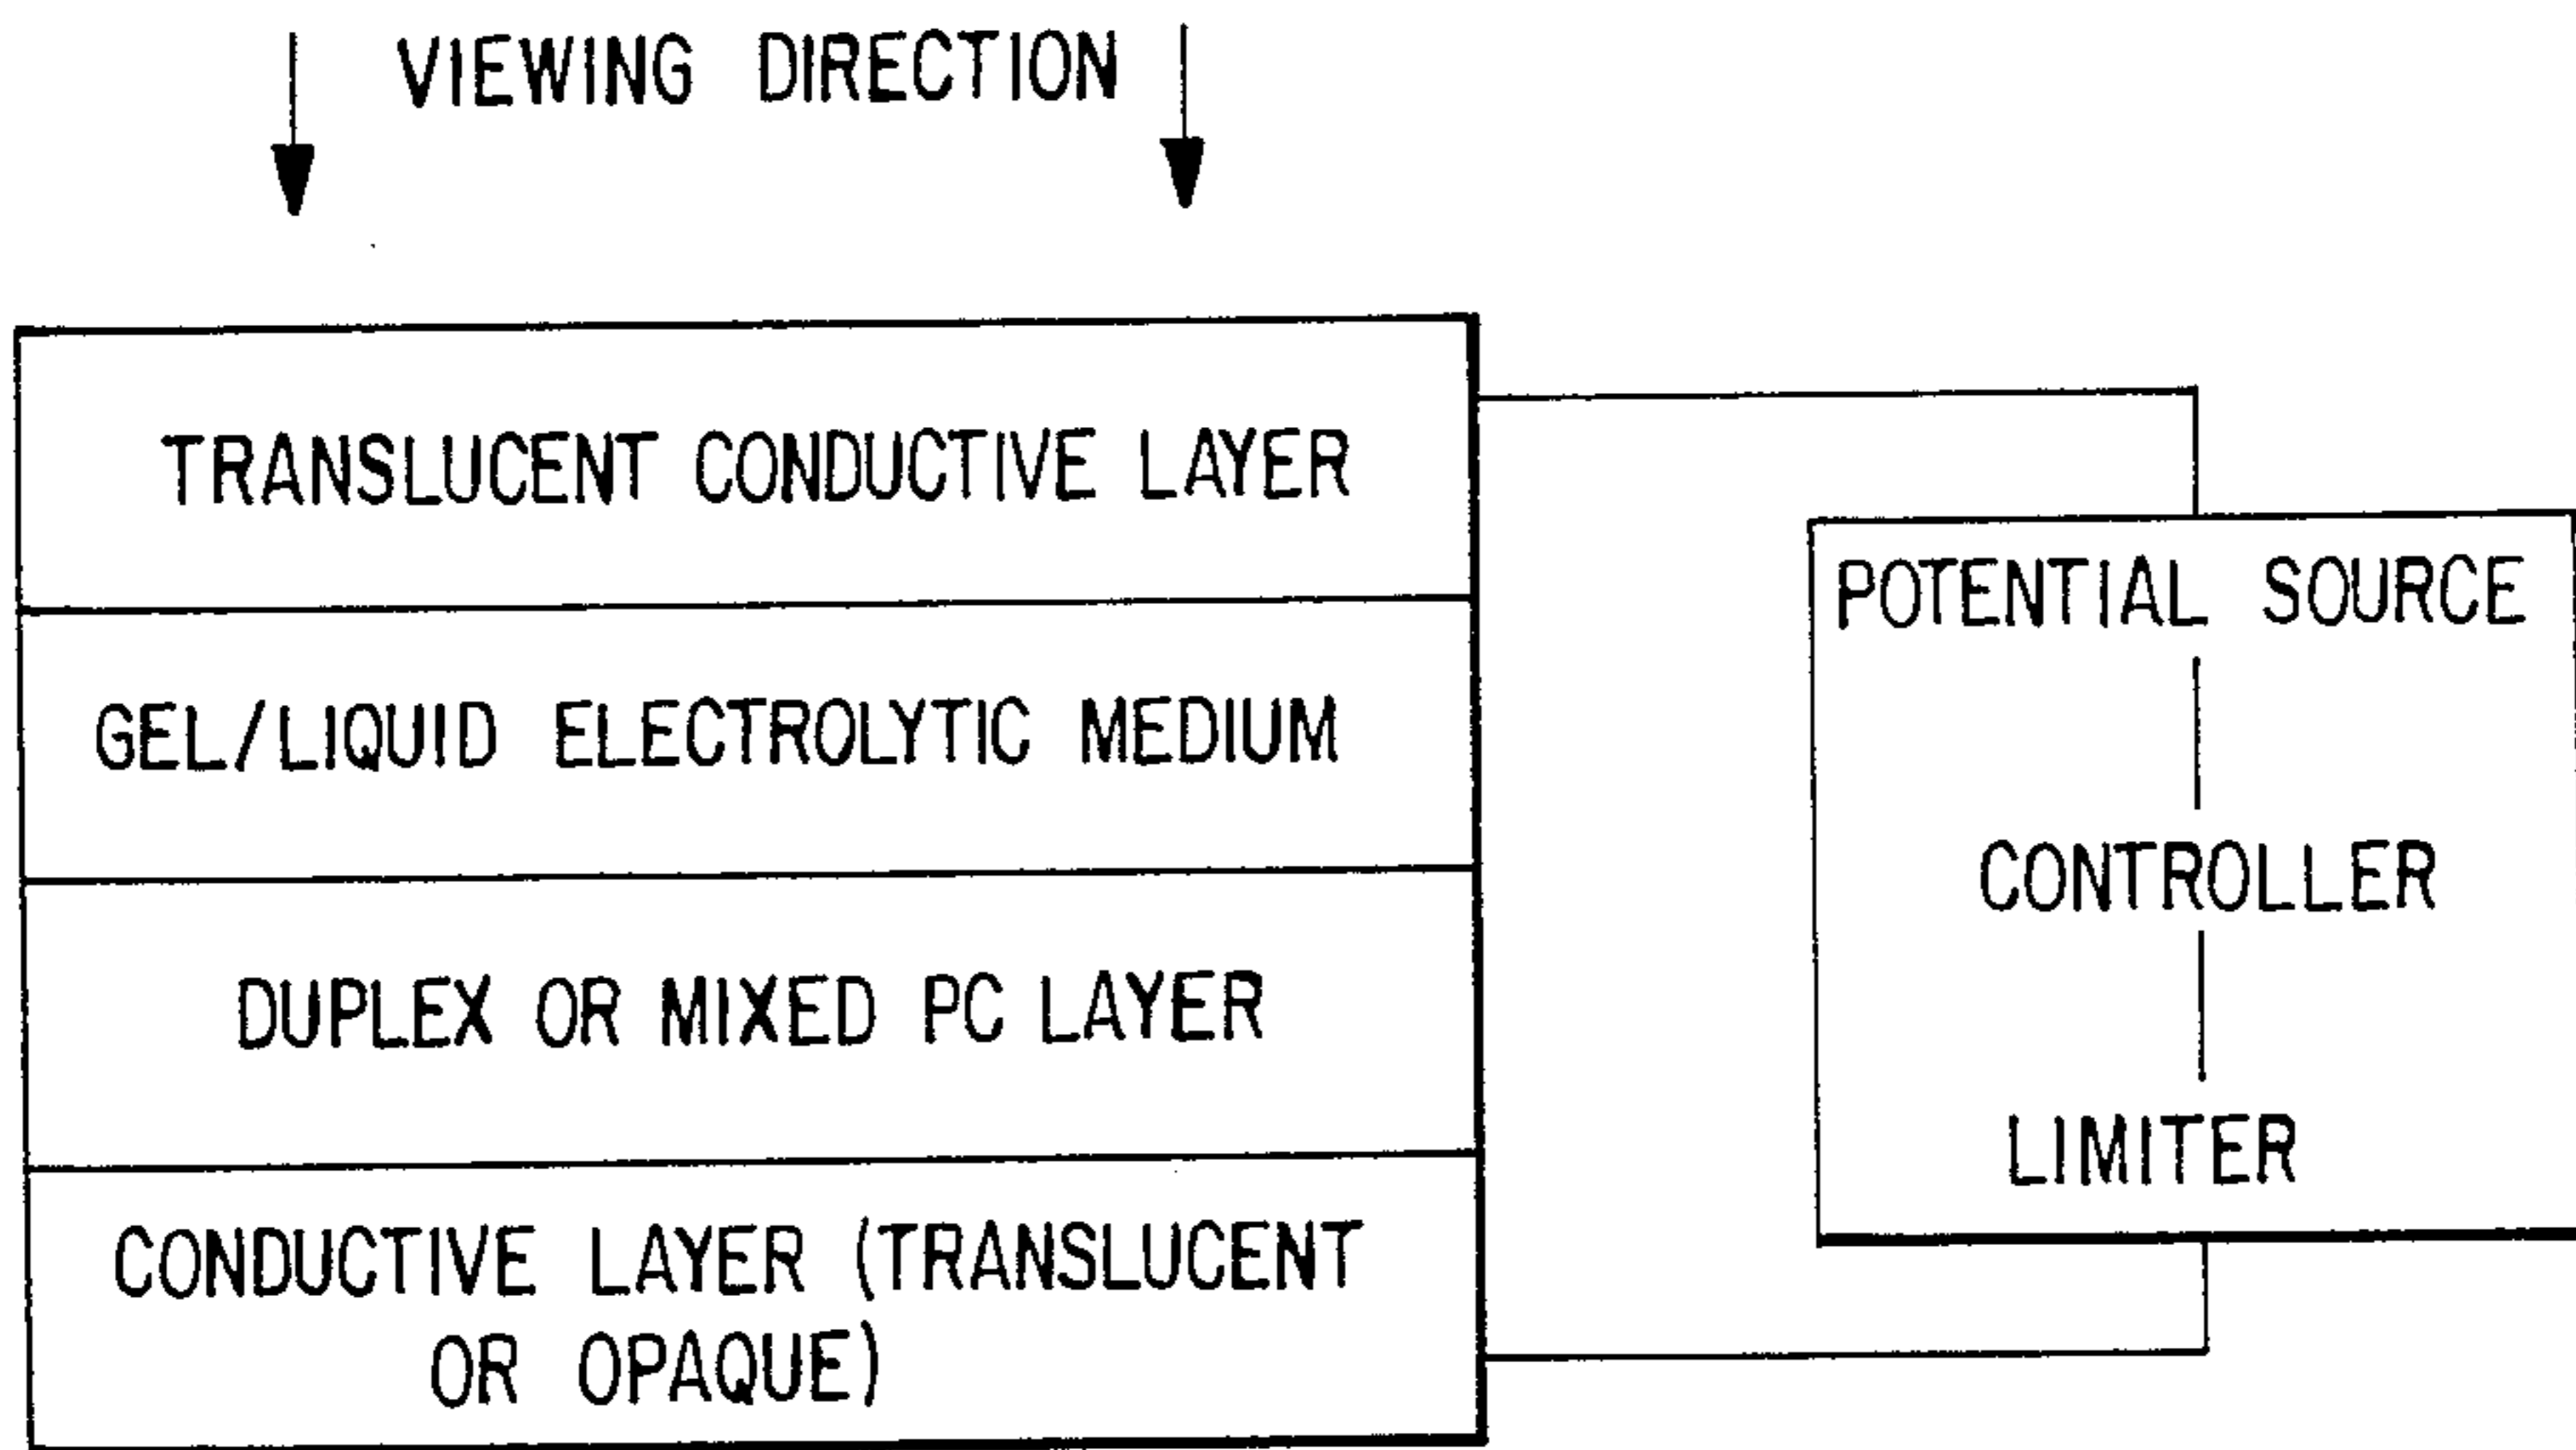 VIEWING DIRECTION
TRANSLUCENT CONDUCTIVE LAYER
GEL/LIQUID ELECTROLYTIC MEDIUM
DUPLEX OR MIXED PC LAYER
CONDUCTIVE LAYER (TRANSLUCENT
OR OPAQUE)
POTENTIAL SOURCE
CONTROLLER
LIMITER